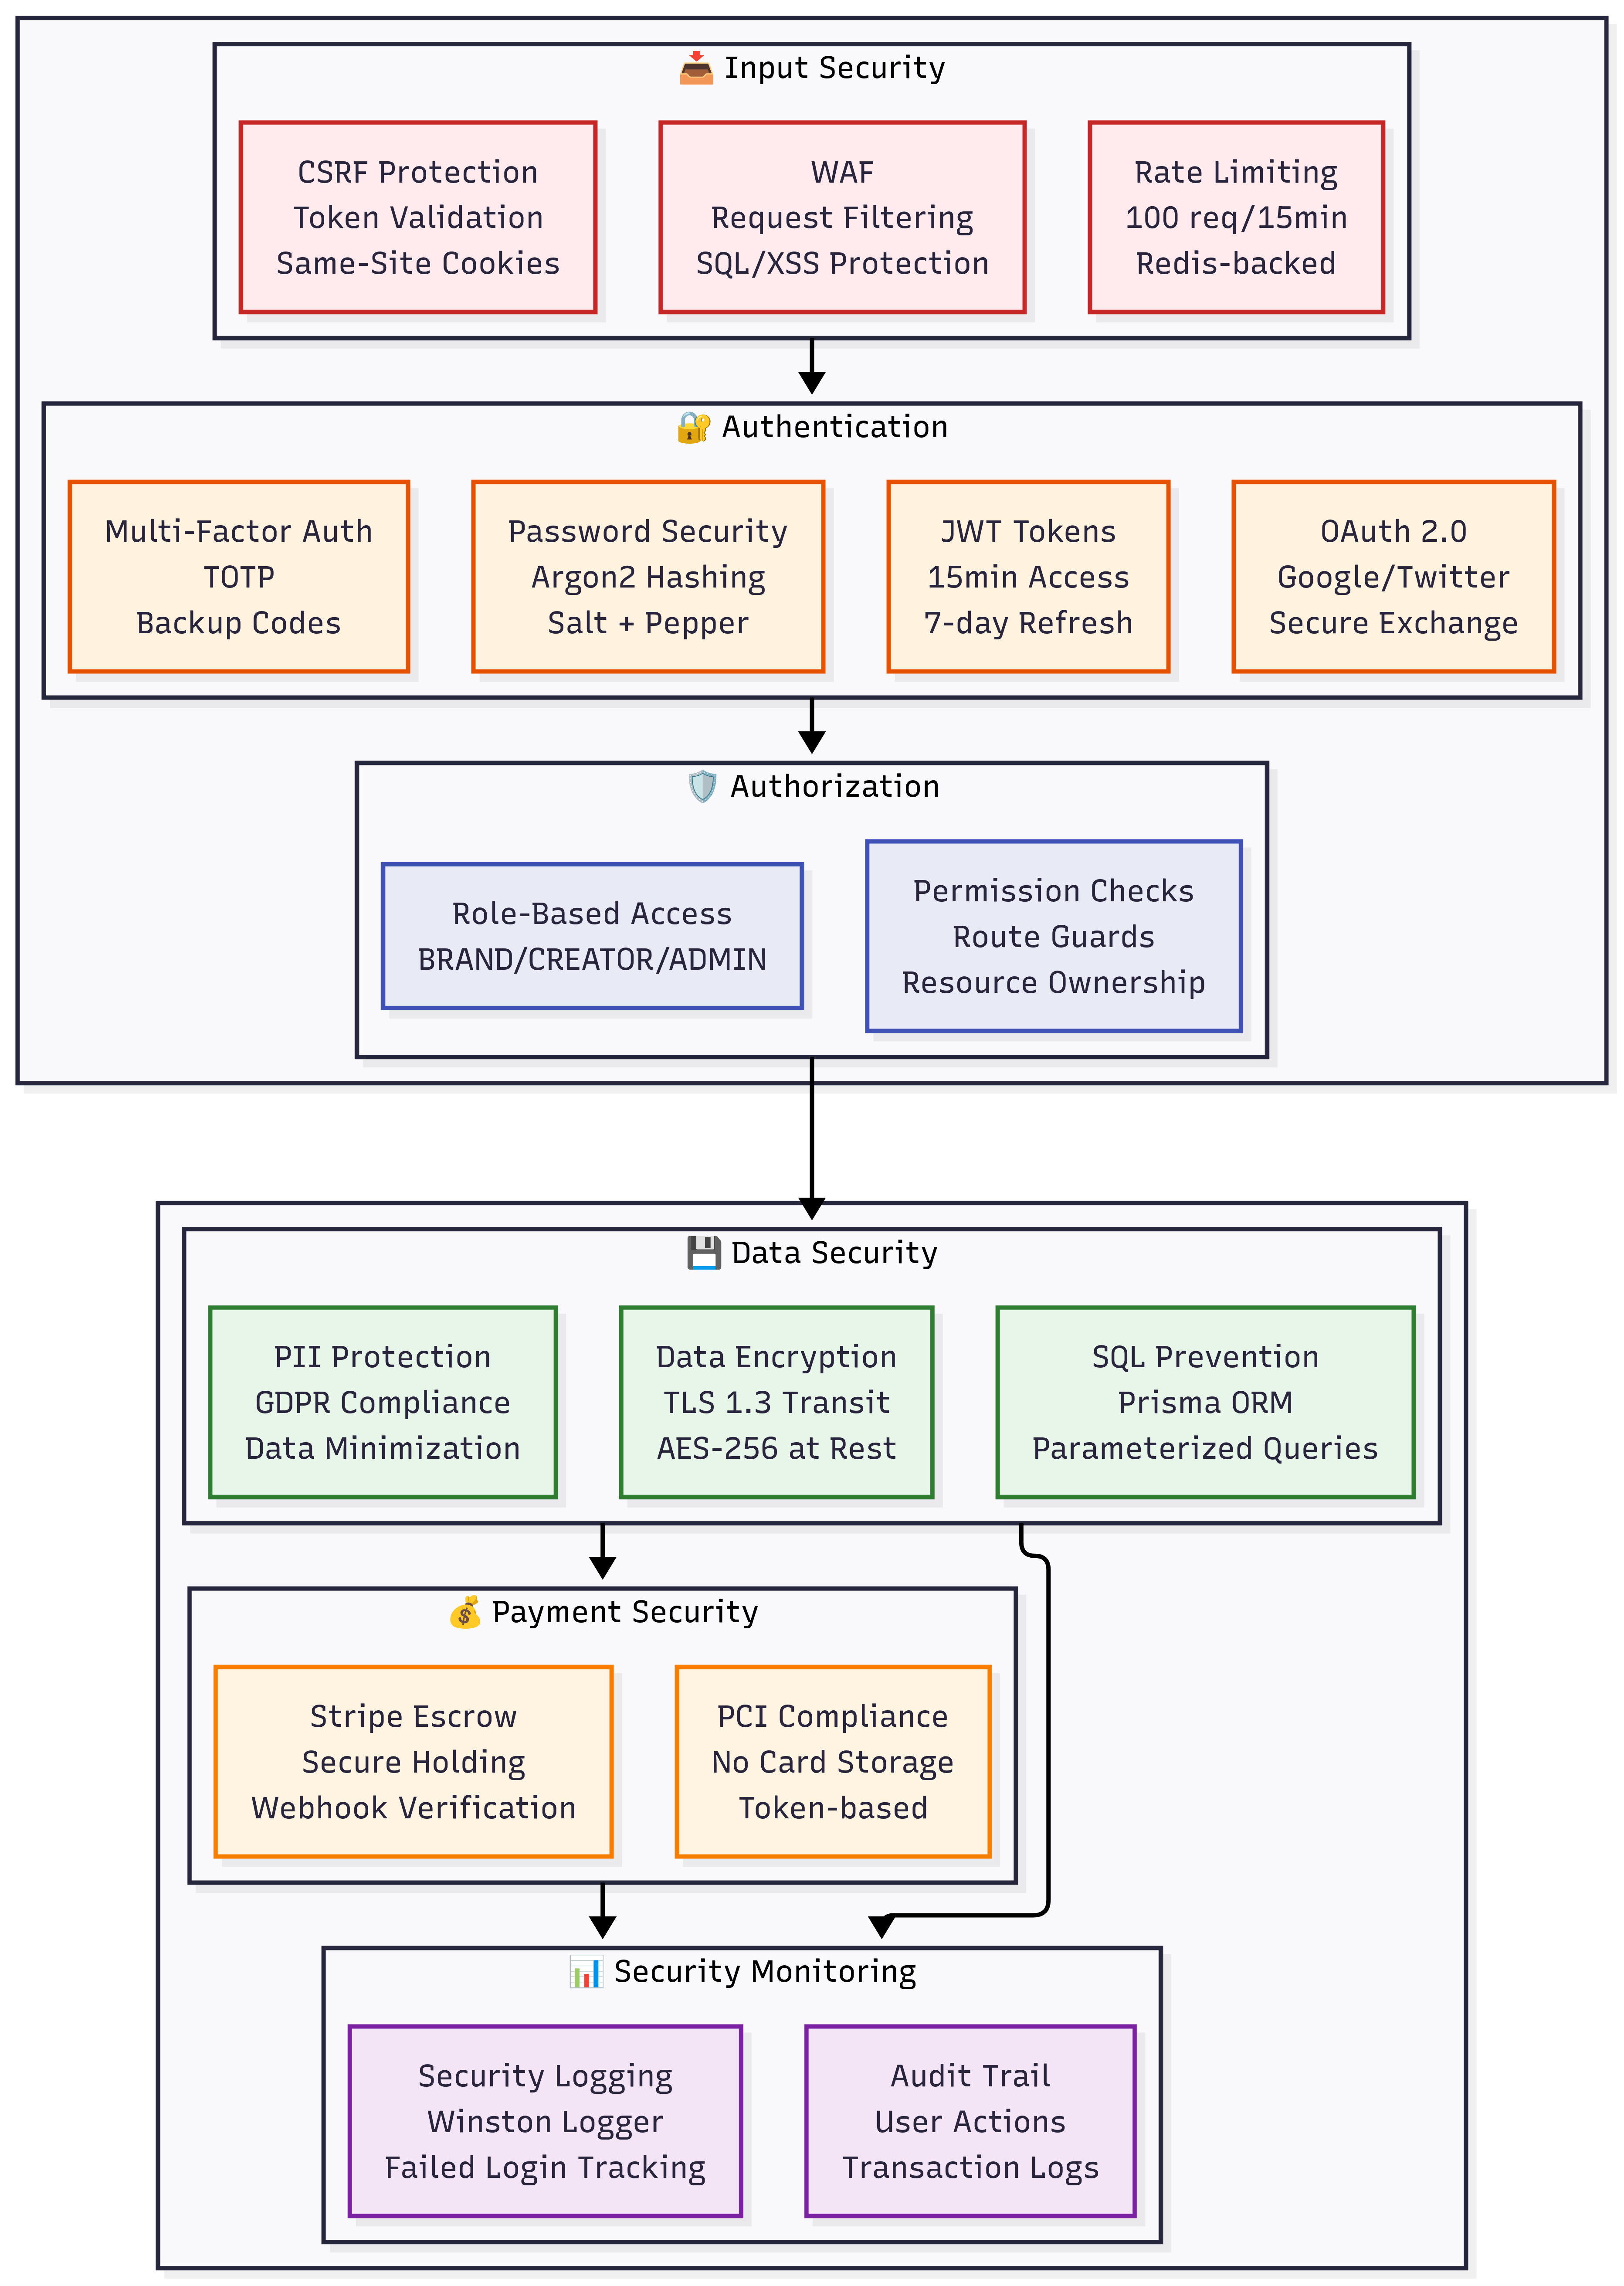 📥 Input Security
CSRF Protection
Token Validation
Same-Site Cookies
WAF
Request Filtering
SQL/XSS Protection
Rate Limiting
100 req/15min
Redis-backed
🔐 Authentication
Multi-Factor Auth
TOTP
Backup Codes
Password Security
Argon2 Hashing
Salt + Pepper
JWT Tokens
15min Access
7-day Refresh
OAuth 2.0
Google/Twitter
Secure Exchange
🛡️ Authorization
Role-Based Access
BRAND/CREATOR/ADMIN
Permission Checks
Route Guards
Resource Ownership
💾 Data Security
PII Protection
GDPR Compliance
Data Minimization
Data Encryption
TLS 1.3 Transit
AES-256 at Rest
SQL Prevention
Prisma ORM
Parameterized Queries
💰 Payment Security
Stripe Escrow
Secure Holding
Webhook Verification
PCI Compliance
No Card Storage
Token-based
📊 Security Monitoring
Security Logging
Winston Logger
Failed Login Tracking
Audit Trail
User Actions
Transaction Logs